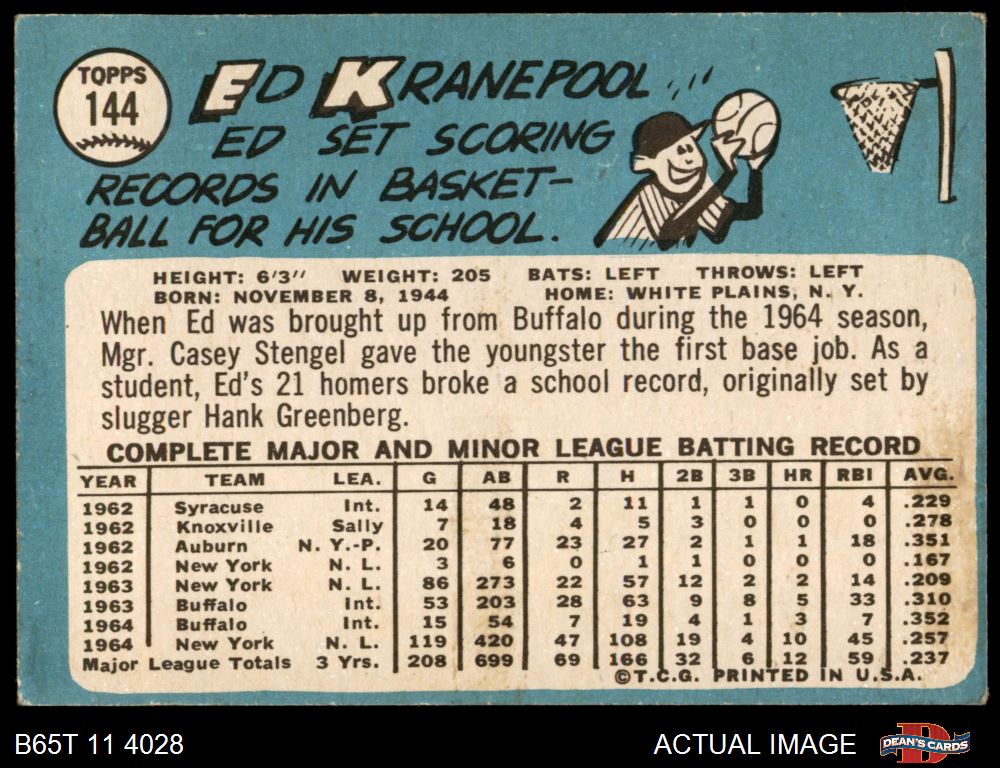 TOPPS
144
ED KRANEPOOL
ED SET SCORING
RECORDS IN BASKET-
BALL FOR HIS SCHOOL.
HEIGHT: 6'3" WEIGHT: 205 BATS: LEFT THROWS: LEFT
BORN: NOVEMBER 8, 1944 HOME: WHITE PLAINS, N. Y.
When Ed was brought up from Buffalo during the 1964 season,
Mgr. Casey Stengel gave the youngster the first base job. As a
student, Ed's 21 homers broke a school record, originally set by
slugger Hank Greenberg.
COMPLETE MAJOR AND MINOR LEAGUE BATTING RECORD
YEAR TEAM LEA. G AB R H 2B 3B HR RBI AVG.
1962 Syracuse Int. 14 48 2 11 1 1 0 4 .229
1962 Knoxville Sally 7 18 4 5 3 0 0 0 .278
1962 Auburn N. Y.-P. 20 77 23 27 2 1 1 18 .351
1962 New York N. L. 3 6 0 1 1 0 0 0 .167
1963 New York N. L. 86 273 22 57 12 2 2 14 .209
1963 Buffalo Int. 53 203 28 63 9 8 5 33 .310
1964 Buffalo Int. 15 54 7 19 4 1 3 7 .352
1964 New York N. L. 119 420 47 108 19 4 10 45 .257
Major League Totals 3 Yrs. 208 699 69 166 32 6 12 59 .237
©T.C.G. PRINTED IN U.S.A.
B65T 11 4028
ACTUAL IMAGE
DEAN'S CARDS